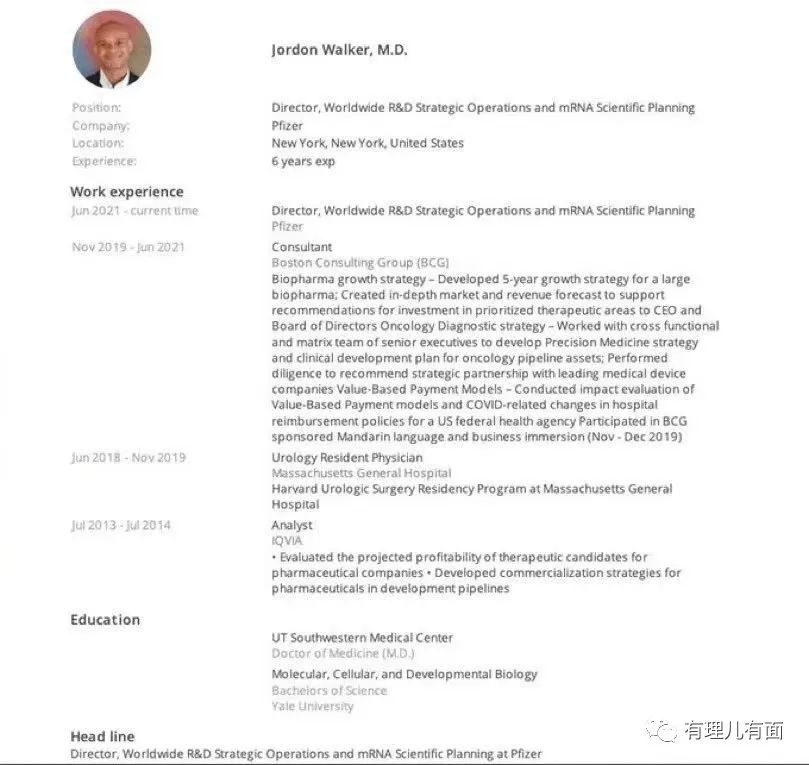 Jordon Walker, M.D.
Position: Director, Worldwide R&D Strategic Operations and mRNA Scientific Planning
Company: Pfizer
Location: New York, New York, United States
Experience: 6 years exp
Work experience
Jun 2021 - current time Director, Worldwide R&D Strategic Operations and mRNA Scientific Planning
Pfizer
Nov 2019 - Jun 2021 Consultant
Boston Consulting Group (BCG)
Biopharma growth strategy – Developed 5-year growth strategy for a large
biopharma; Created in-depth market and revenue forecast to support
recommendations for investment in prioritized therapeutic areas to CEO and
Board of Directors Oncology Diagnostic strategy – Worked with cross functional
and matrix team of senior executives to develop Precision Medicine strategy
and clinical development plan for oncology pipeline assets; Performed
diligence to recommend strategic partnership with leading medical device
companies Value-Based Payment Models – Conducted impact evaluation of
Value-Based Payment models and COVID-related changes in hospital
reimbursement policies for a US federal health agency Participated in BCG
sponsored Mandarin language and business immersion (Nov - Dec 2019)
Jun 2018 - Nov 2019 Urology Resident Physician
Massachusetts General Hospital
Harvard Urologic Surgery Residency Program at Massachusetts General
Hospital
Jul 2013 - Jul 2014 Analyst
IQVIA
• Evaluated the projected profitability of therapeutic candidates for
pharmaceutical companies • Developed commercialization strategies for
pharmaceuticals in development pipelines
Education
UT Southwestern Medical Center
Doctor of Medicine (M.D.)
Molecular, Cellular, and Developmental Biology
Bachelors of Science
Yale University
Head line
Director, Worldwide R&D Strategic Operations and mRNA Scientific Planning at Pfizer
有理儿有面